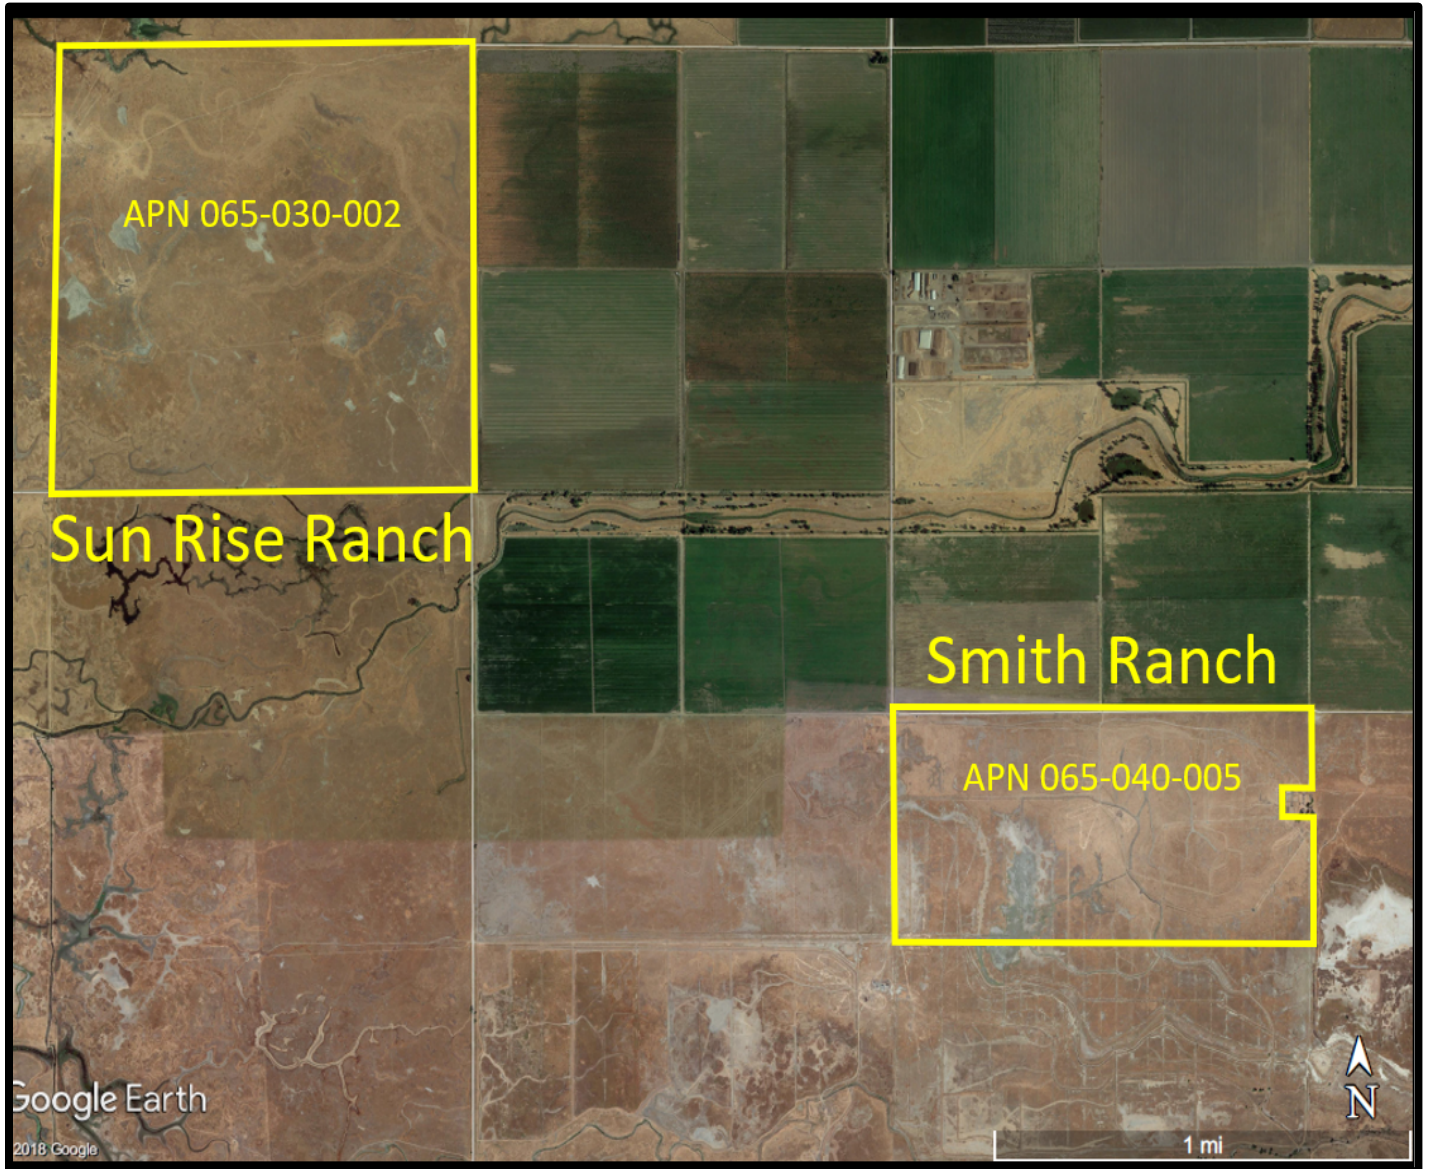 APN 065-030-002
Sun Rise Ranch
Smith Ranch
APN 065-040-005
Google Earth
2018 Google
N
1 mi